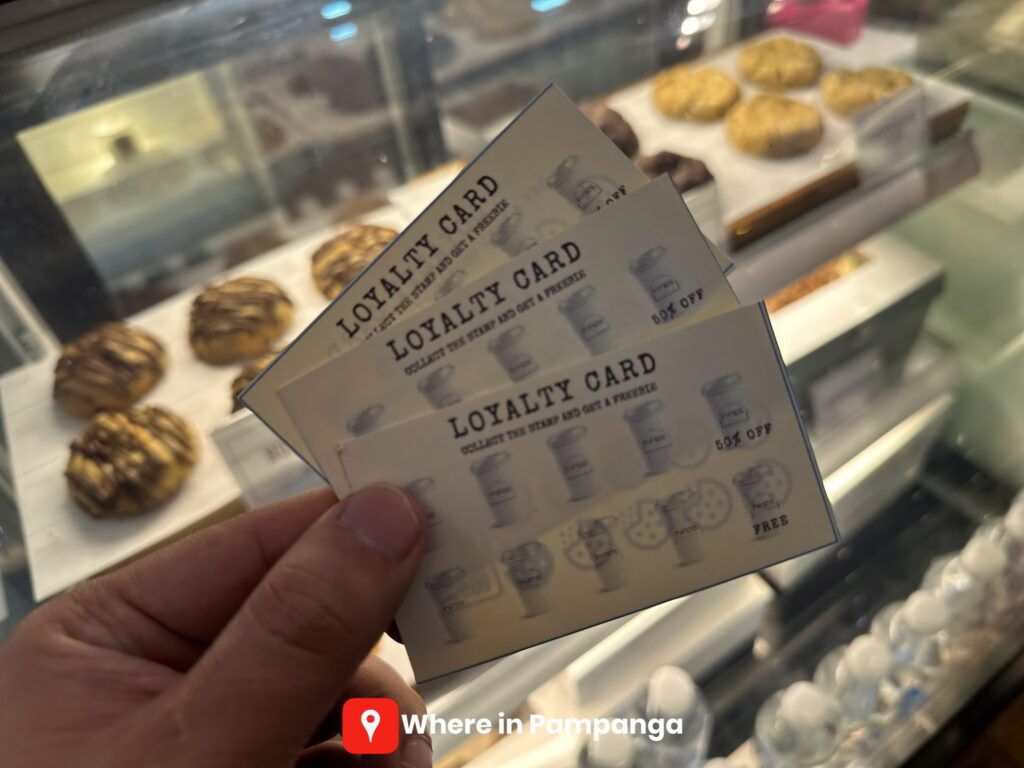 LOYALTY CARD
COLLECT THE STAMP AND GET A FREEBIE
OFF
LOYALTY CARD
COLLECT THE STAMP AND GET A FREEBIE
50% OFF
LOYALTY CARD
COLLECT THE STAMP AND GET A FREEBIE
50% OFF
FREE
Where in Pampanga